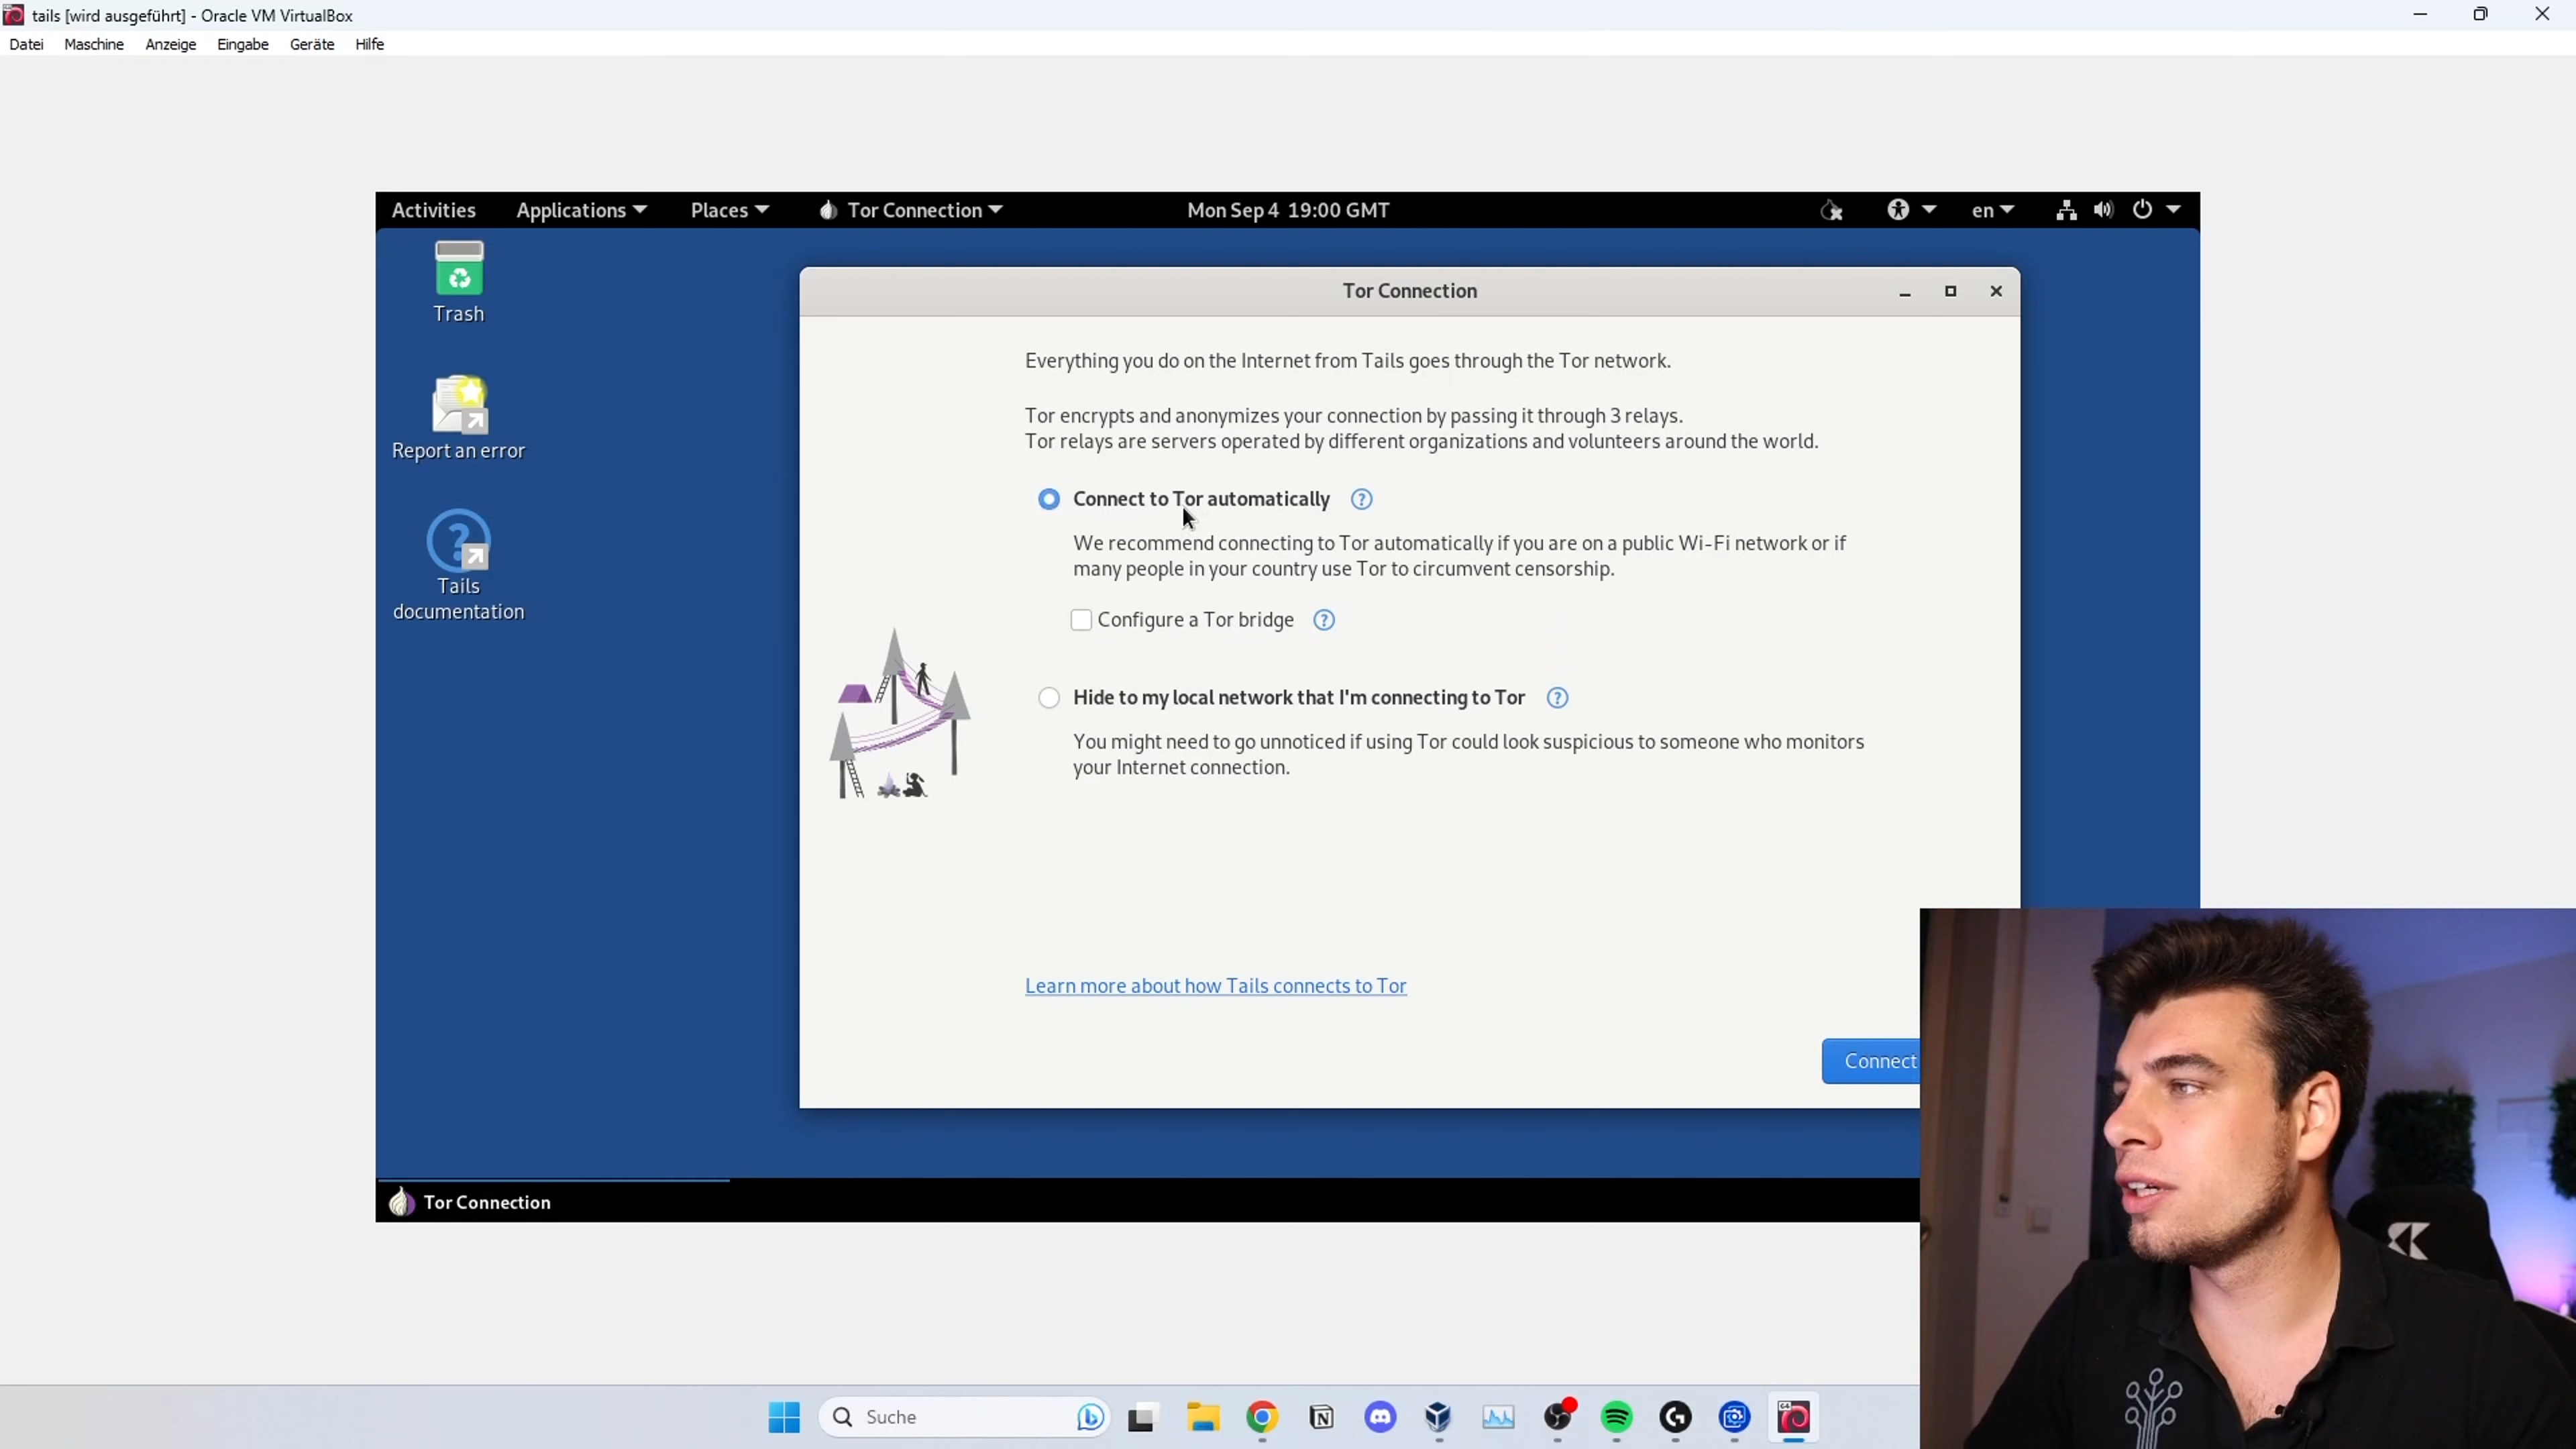 tails [wird ausgeführt] - Oracle VM VirtualBox
Datei Maschine Anzeige Eingabe Geräte Hilfe
Activities Applications Places Tor Connection Mon Sep 4 19:00 GMT en
Trash
Report an error
Tails
documentation
Tor Connection
Everything you do on the Internet from Tails goes through the Tor network.
Tor encrypts and anonymizes your connection by passing it through 3 relays.
Tor relays are servers operated by different organizations and volunteers around the world.
Connect to Tor automatically ?
We recommend connecting to Tor automatically if you are on a public Wi-Fi network or if
many people in your country use Tor to circumvent censorship.
Configure a Tor bridge ?
Hide to my local network that I'm connecting to Tor ?
You might need to go unnoticed if using Tor could look suspicious to someone who monitors
your Internet connection.
Learn more about how Tails connects to Tor
Connect
Tor Connection
Suche